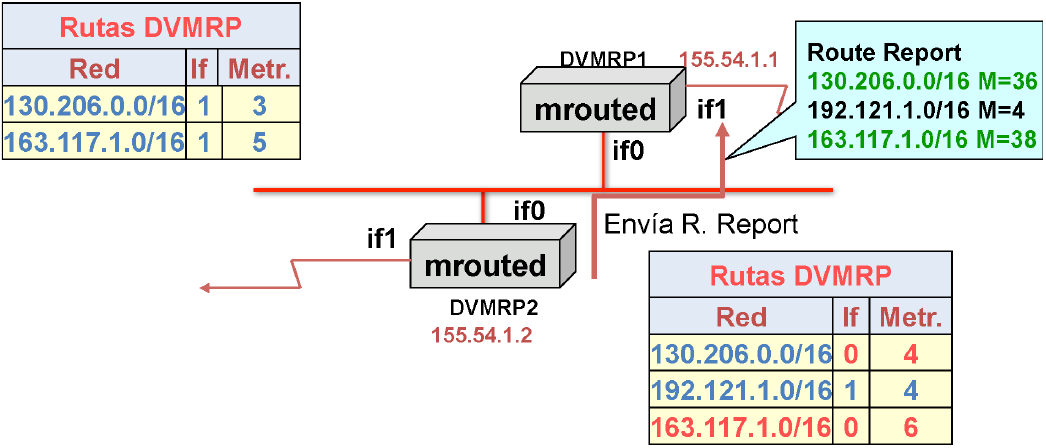 Rutas DVMRP
Red If Metr.
130.206.0.0/16 1 3
163.117.1.0/16 1 5
DVMRP1 155.54.1.1
mrouted
if1
if0
Route Report
130.206.0.0/16 M=36
192.121.1.0/16 M=4
163.117.1.0/16 M=38
if0
if1
mrouted
DVMRP2
155.54.1.2
Envía R. Report
Rutas DVMRP
Red If Metr.
130.206.0.0/16 0 4
192.121.1.0/16 1 4
163.117.1.0/16 0 6